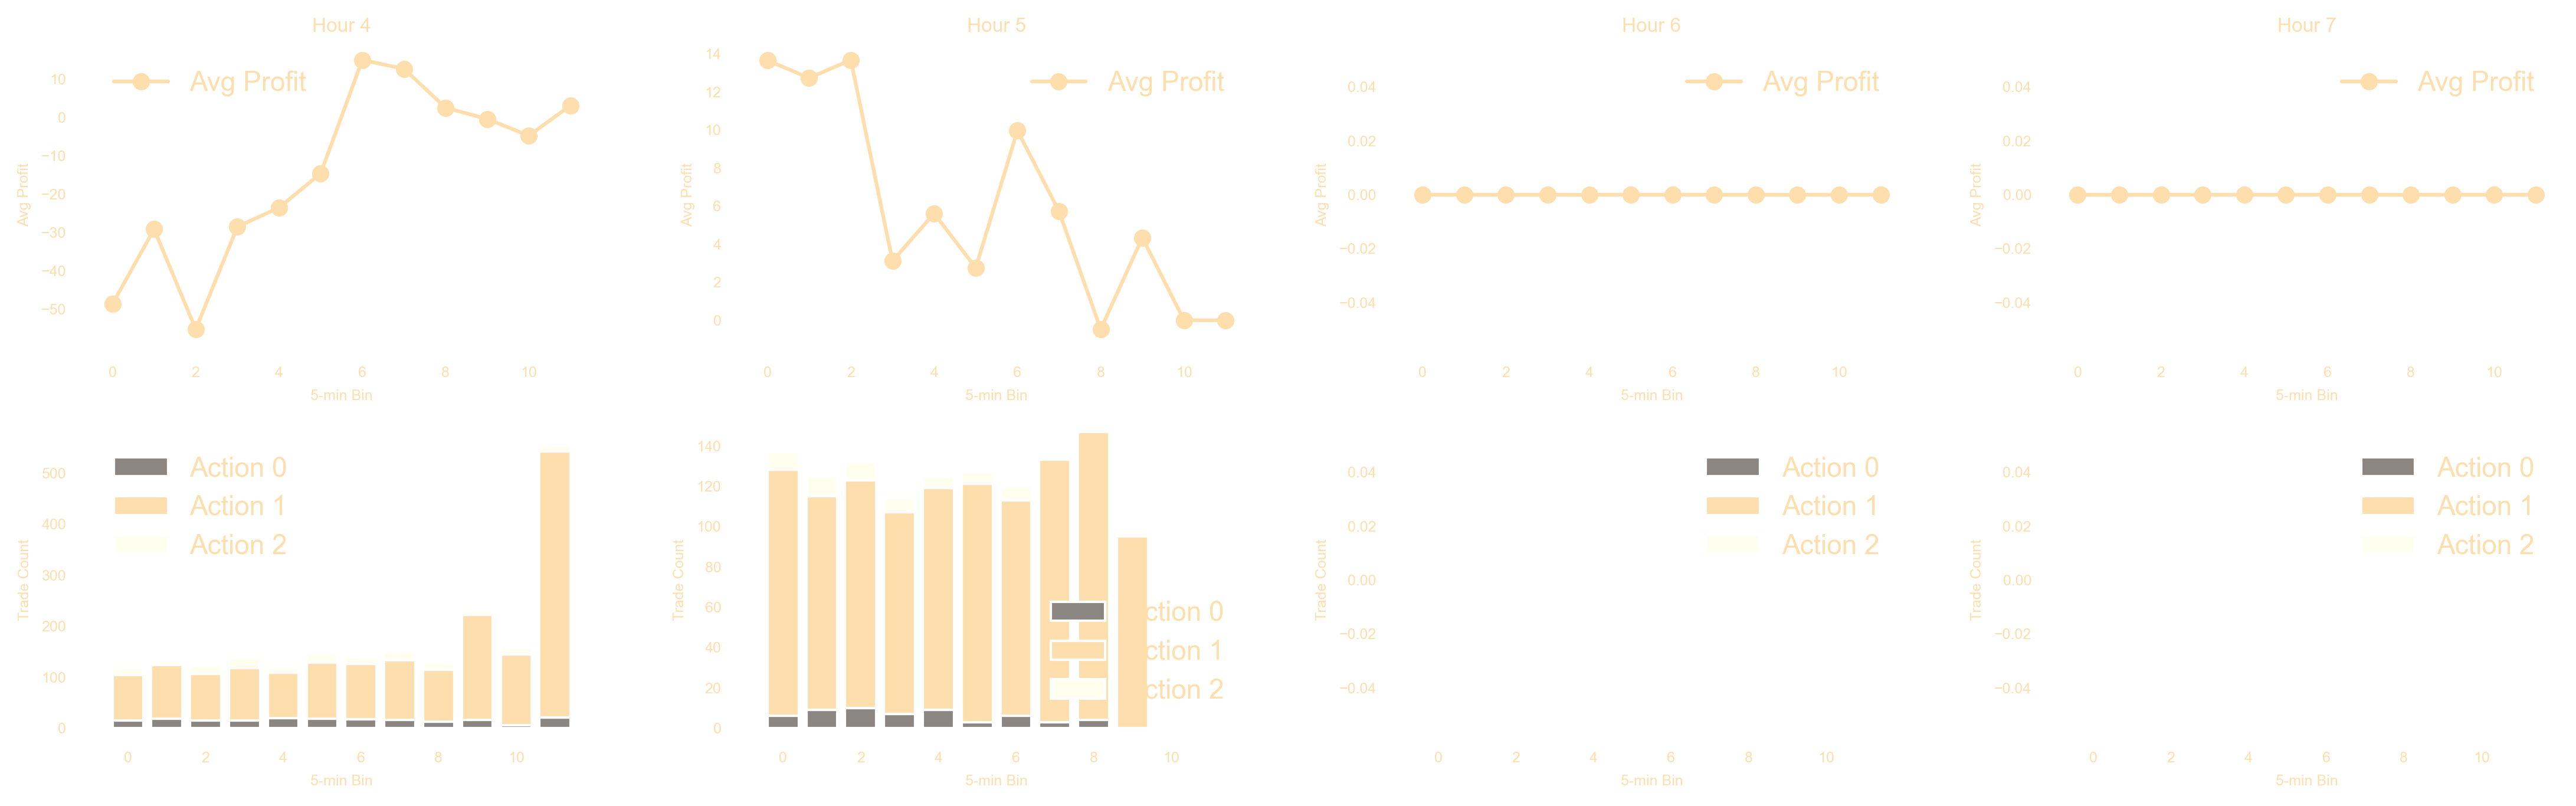 Hour 4
Hour 5
Hour 6
Hour 7
Avg Profit
10
0
−10
−20
−30
−40
−50
Avg Profit
0 2 4 6 8 10
5-min Bin
Avg Profit
14
12
10
8
6
4
2
0
Avg Profit
0 2 4 6 8 10
5-min Bin
Avg Profit
0.04
0.02
0.00
−0.02
−0.04
Avg Profit
0 2 4 6 8 10
5-min Bin
Avg Profit
0.04
0.02
0.00
−0.02
−0.04
Avg Profit
0 2 4 6 8 10
5-min Bin
Trade Count
500
400
300
200
100
0
Action 0
Action 1
Action 2
0 2 4 6 8 10
5-min Bin
Trade Count
140
120
100
80
60
40
20
0
ction 0
ction 1
ction 2
0 2 4 6 8 10
5-min Bin
Trade Count
0.04
0.02
0.00
−0.02
−0.04
Action 0
Action 1
Action 2
0 2 4 6 8 10
5-min Bin
Trade Count
0.04
0.02
0.00
−0.02
−0.04
Action 0
Action 1
Action 2
0 2 4 6 8 10
5-min Bin